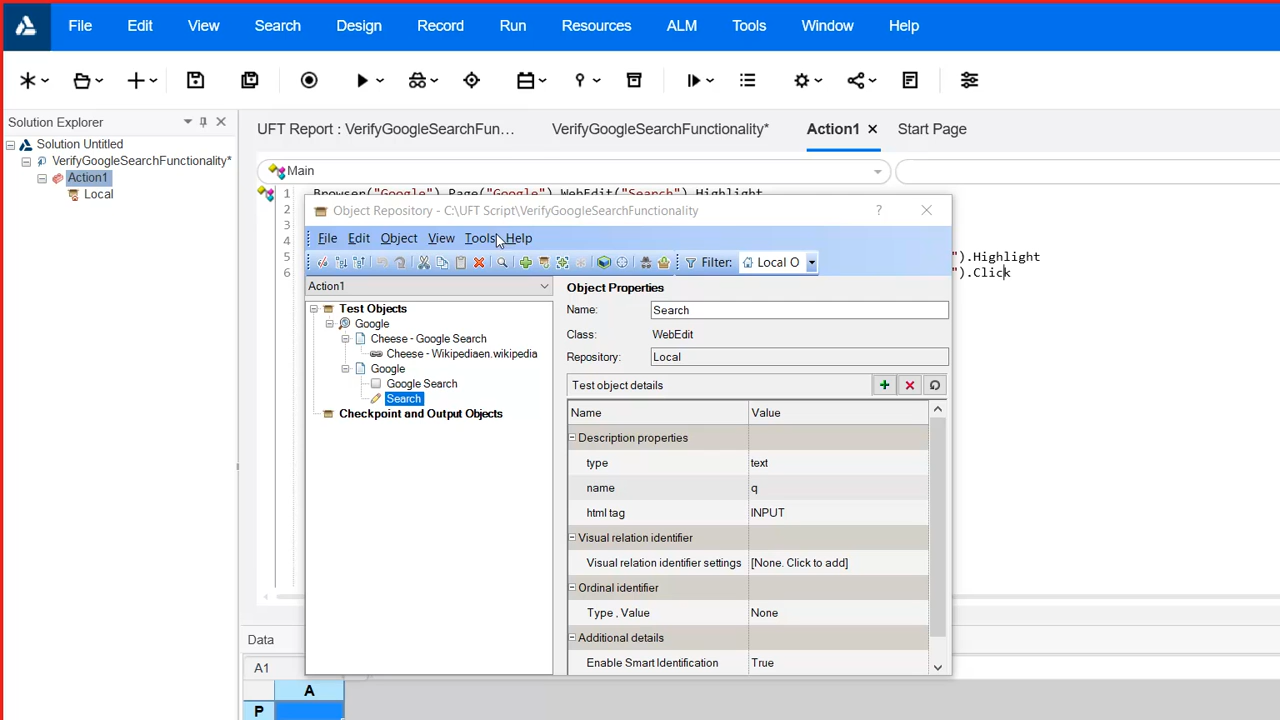 File Edit View Search Design Record Run Resources ALM Tools Window Help
Solution Explorer
Solution Untitled
VerifyGoogleSearchFunctionality*
Action1
Local
UFT Report : VerifyGoogleSearchFun... VerifyGoogleSearchFunctionality* Action1 Start Page
Main
1 Browser("Google").Page("Google").WebEdit("Search").Highlight
2
3
4
5 ").Highlight
6 ").Click
Object Repository - C:\UFT Script\VerifyGoogleSearchFunctionality
File Edit Object View Tools Help
Filter: Local O
Action1
Test Objects
Google
Cheese - Google Search
Cheese - Wikipediaen.wikipedia
Google
Google Search
Search
Checkpoint and Output Objects
Object Properties
Name: Search
Class: WebEdit
Repository: Local
Test object details
Name Value
Description properties
type text
name q
html tag INPUT
Visual relation identifier
Visual relation identifier settings [None. Click to add]
Ordinal identifier
Type , Value None
Additional details
Enable Smart Identification True
Data
A1
A
P